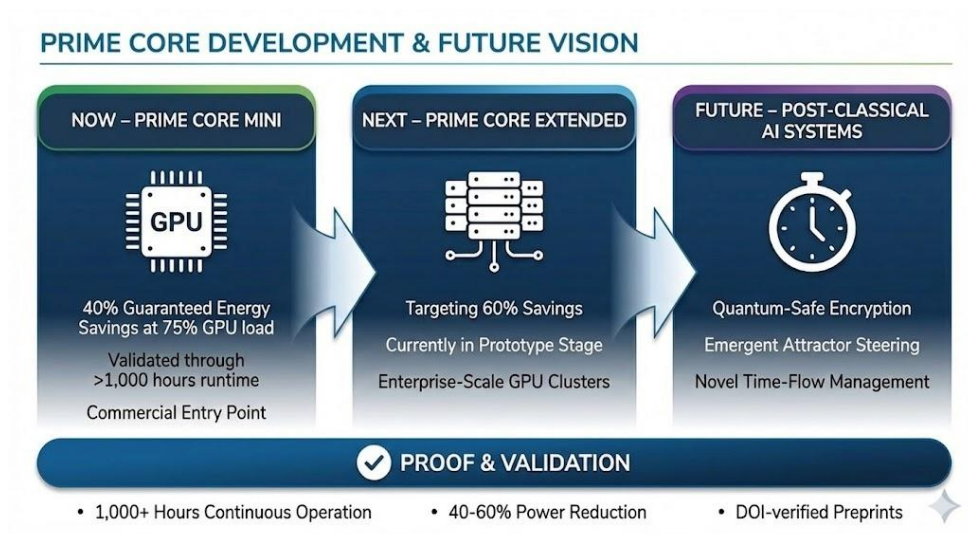 PRIME CORE DEVELOPMENT & FUTURE VISION
NOW – PRIME CORE MINI
GPU
40% Guaranteed Energy
Savings at 75% GPU load
Validated through
>1,000 hours runtime
Commercial Entry Point
NEXT – PRIME CORE EXTENDED
Targeting 60% Savings
Currently in Prototype Stage
Enterprise-Scale GPU Clusters
FUTURE – POST-CLASSICAL
AI SYSTEMS
Quantum-Safe Encryption
Emergent Attractor Steering
Novel Time-Flow Management
PROOF & VALIDATION
• 1,000+ Hours Continuous Operation
• 40-60% Power Reduction
• DOI-verified Preprints